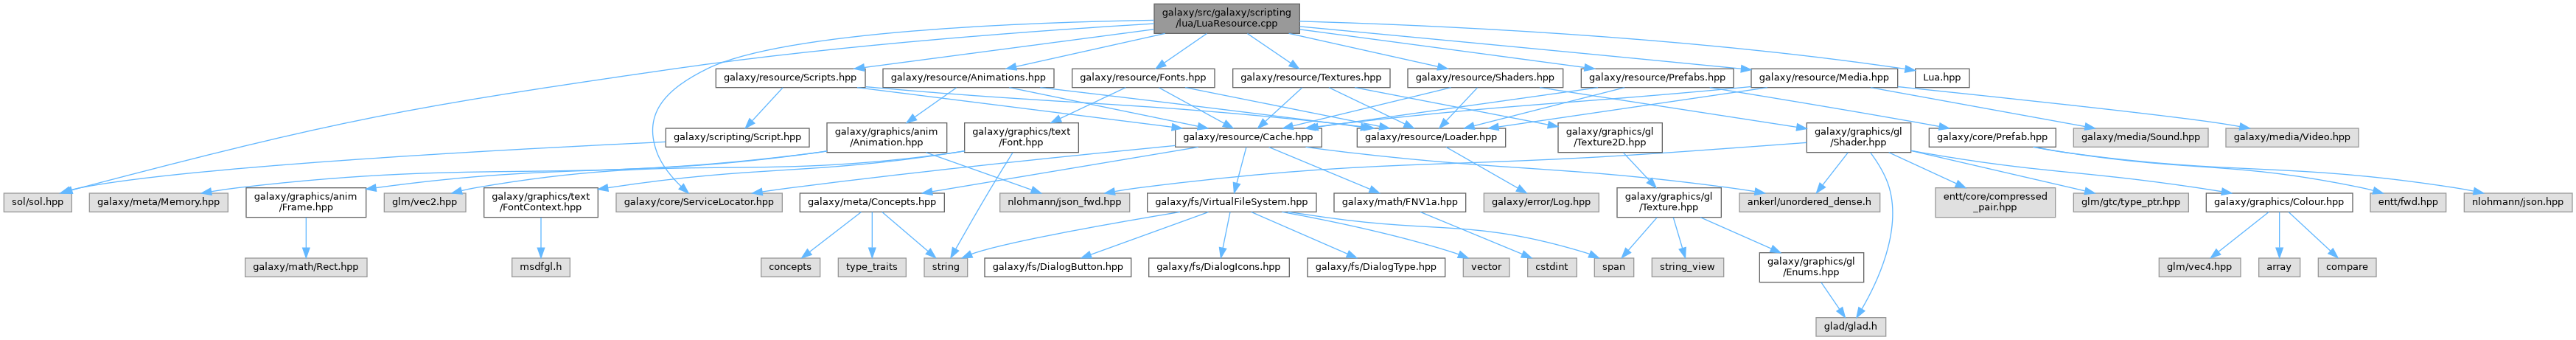 galaxy/src/galaxy/scripting
/lua/LuaResource.cpp
galaxy/resource/Scripts.hpp
galaxy/resource/Animations.hpp
galaxy/resource/Fonts.hpp
galaxy/resource/Textures.hpp
galaxy/resource/Shaders.hpp
galaxy/resource/Prefabs.hpp
galaxy/resource/Media.hpp
Lua.hpp
galaxy/scripting/Script.hpp
galaxy/graphics/anim
/Animation.hpp
galaxy/graphics/text
/Font.hpp
galaxy/resource/Cache.hpp
galaxy/resource/Loader.hpp
galaxy/graphics/gl
/Texture2D.hpp
galaxy/graphics/gl
/Shader.hpp
galaxy/core/Prefab.hpp
galaxy/media/Sound.hpp
galaxy/media/Video.hpp
sol/sol.hpp
galaxy/meta/Memory.hpp
galaxy/graphics/anim
/Frame.hpp
glm/vec2.hpp
galaxy/graphics/text
/FontContext.hpp
galaxy/core/ServiceLocator.hpp
galaxy/meta/Concepts.hpp
nlohmann/json_fwd.hpp
galaxy/fs/VirtualFileSystem.hpp
galaxy/math/FNV1a.hpp
galaxy/error/Log.hpp
galaxy/graphics/gl
/Texture.hpp
ankerl/unordered_dense.h
entt/core/compressed
_pair.hpp
glm/gtc/type_ptr.hpp
galaxy/graphics/Colour.hpp
entt/fwd.hpp
nlohmann/json.hpp
galaxy/math/Rect.hpp
msdfgl.h
concepts
type_traits
string
galaxy/fs/DialogButton.hpp
galaxy/fs/DialogIcons.hpp
galaxy/fs/DialogType.hpp
vector
cstdint
span
string_view
galaxy/graphics/gl
/Enums.hpp
glm/vec4.hpp
array
compare
glad/glad.h